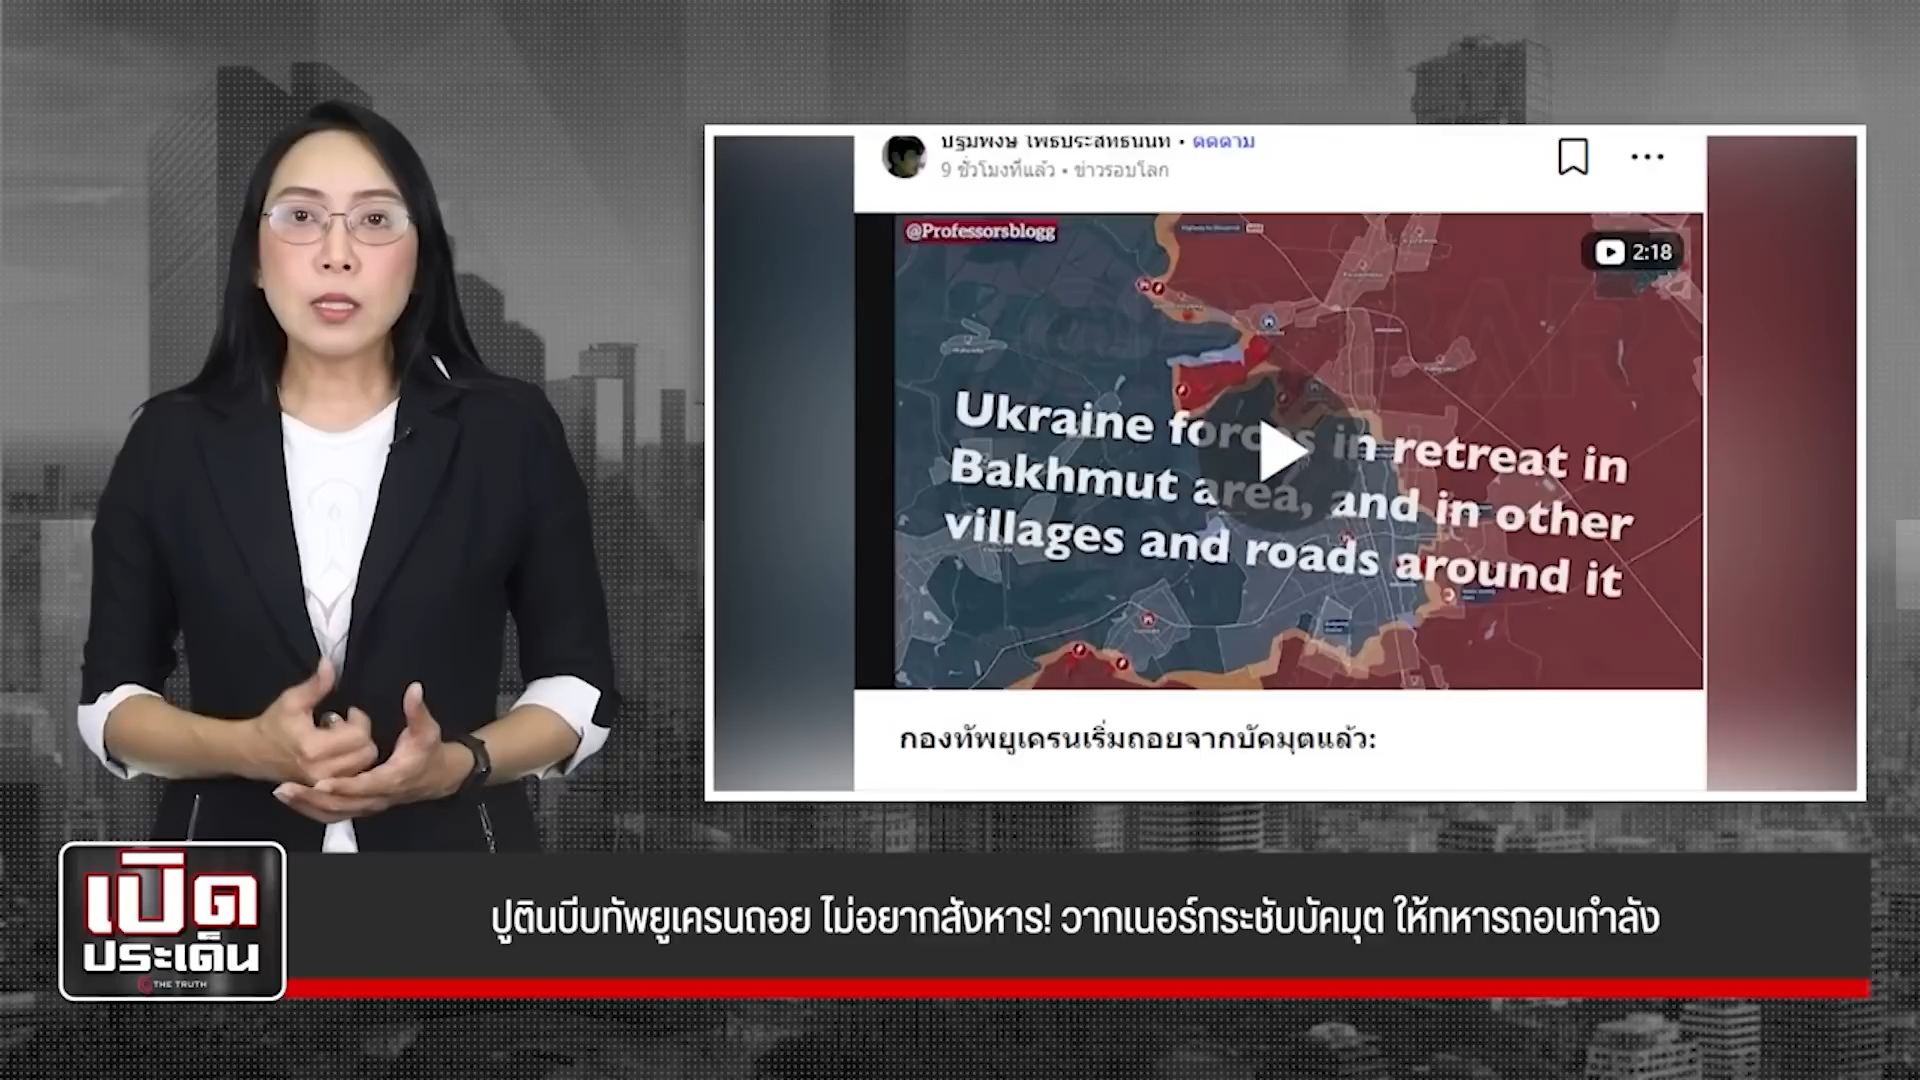 ปฐมพงษ์ โพธิ์ประสิทธินันท์ • ติดตาม
9 ชั่วโมงที่แล้ว • ข่าวรอบโลก
@Professorsblogg
2:18
Ukraine forces in retreat in
Bakhmut area, and in other
villages and roads around it
กองทัพยูเครนเริ่มถอยจากบัคมุตแล้ว:
เปิด
ประเด็น
THE TRUTH
ปูตินบีบทัพยูเครนถอย ไม่อยากสังหาร! วากเนอร์กระชับบัคมุต ให้ทหารถอนกำลัง